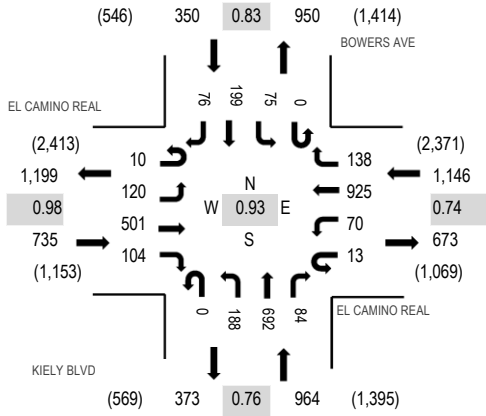 (546) 350 0.83 950 (1,414)
BOWERS AVE
EL CAMINO REAL
76 199 75 0
(2,413) (2,371)
10 138
1,199 1,146
120 N 925
0.98 W 0.93 E 0.74
501 S 70
735 673
104 13
(1,153) (1,069)
0 188 692 84
EL CAMINO REAL
KIELY BLVD
(569) 373 0.76 964 (1,395)